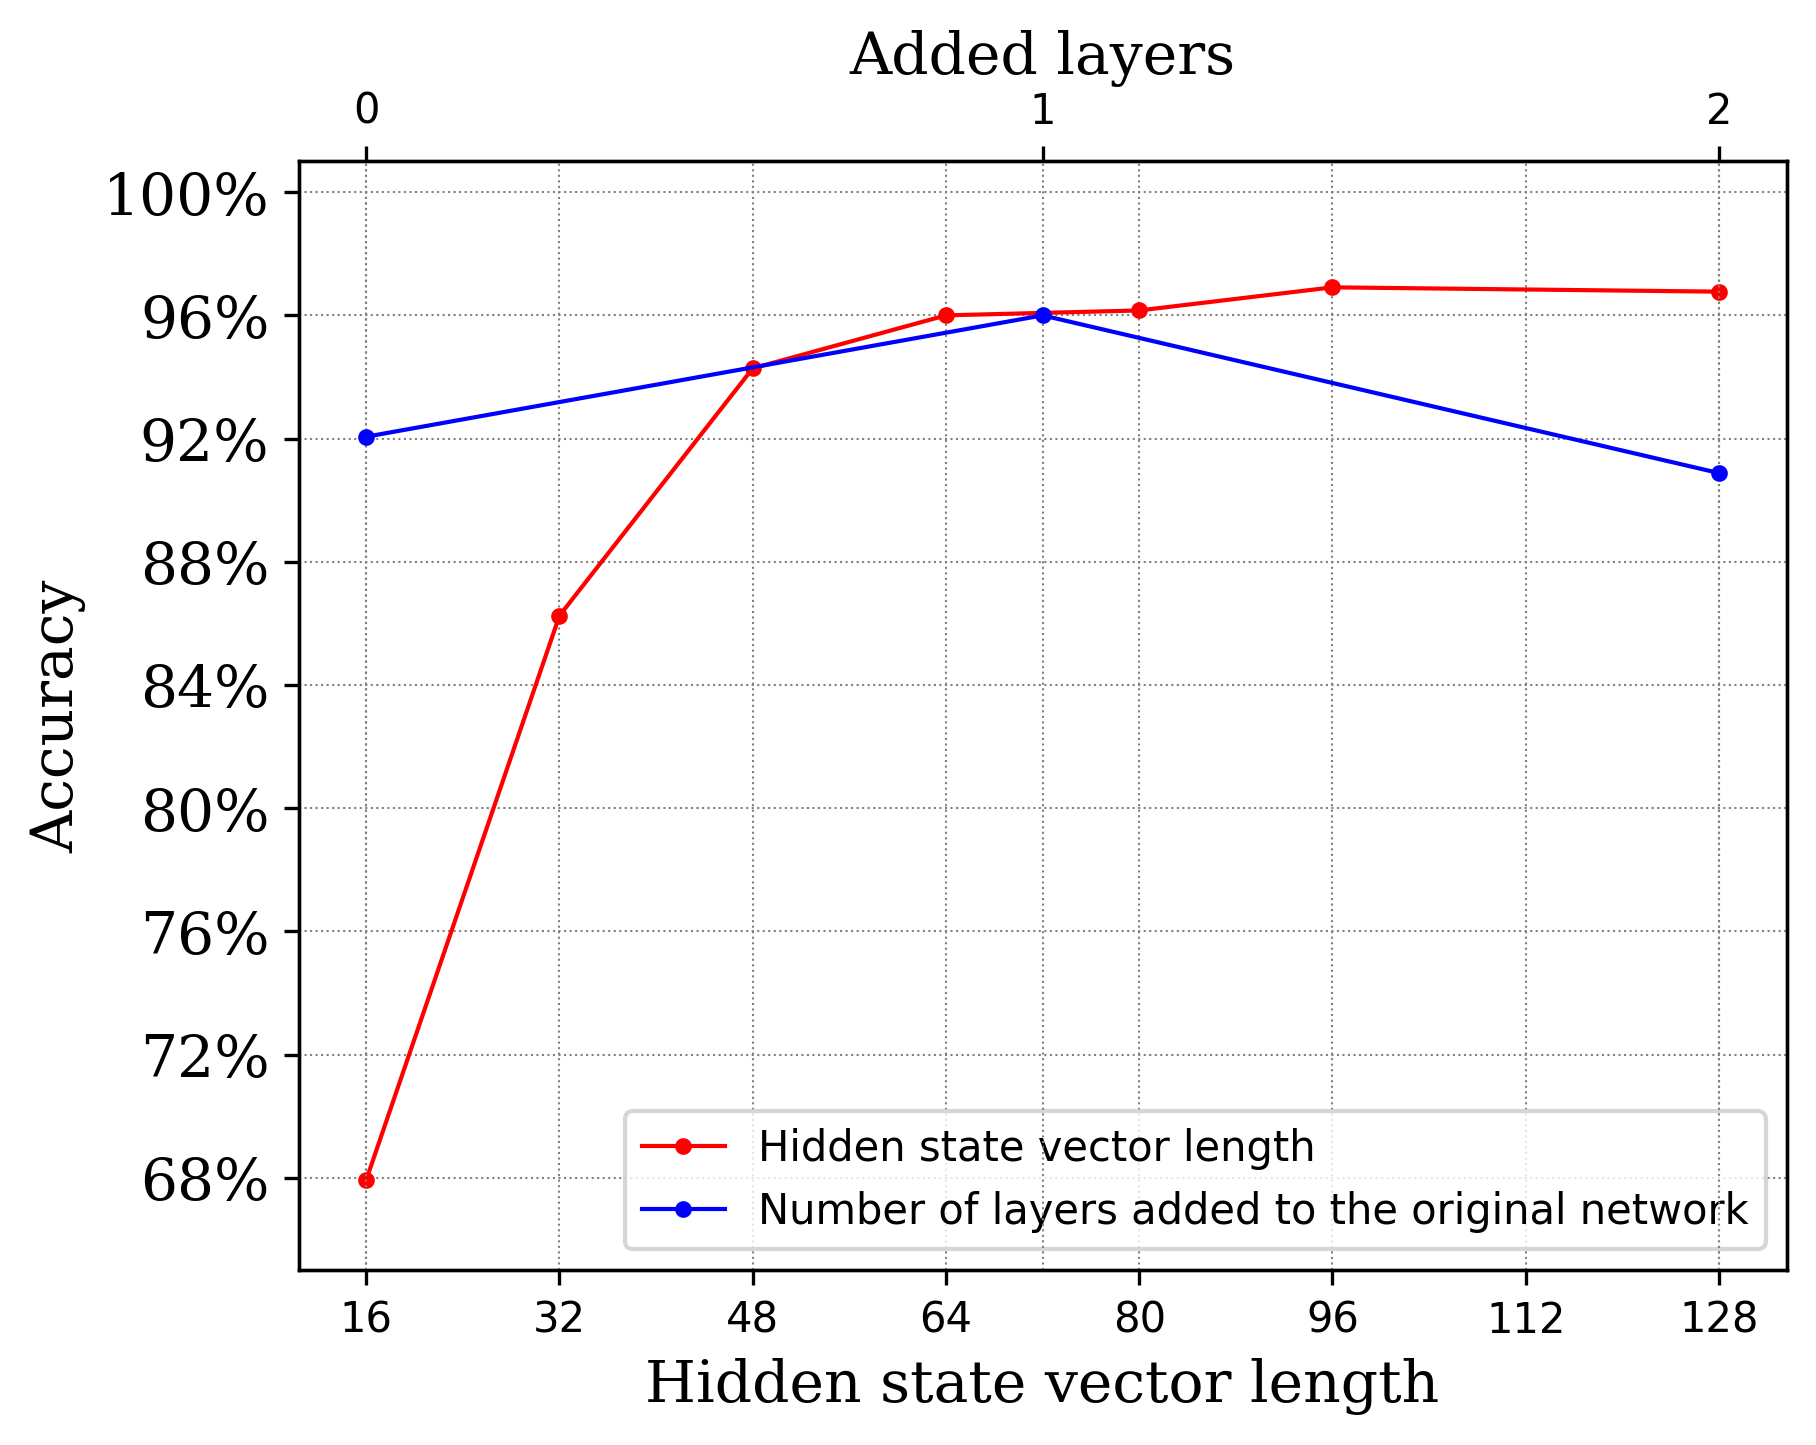 Added layers
0 1 2
100%
96%
92%
88%
84%
80%
76%
72%
68%
Accuracy
Hidden state vector length
Number of layers added to the original network
16 32 48 64 80 96 112 128
Hidden state vector length